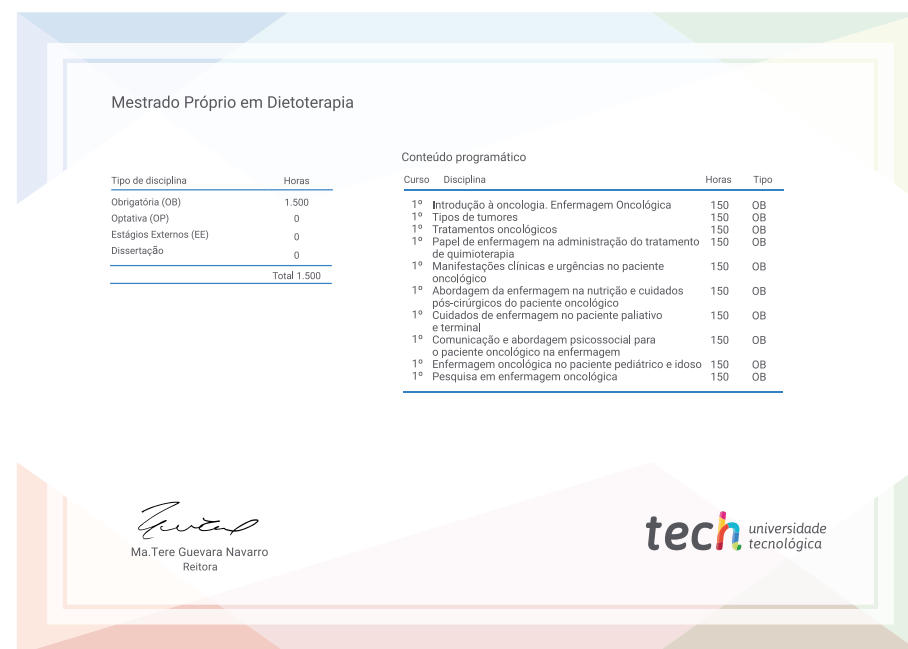 Mestrado Próprio em Dietoterapia
Tipo de disciplina Horas
Obrigatória (OB) 1.500
Optativa (OP) 0
Estágios Externos (EE) 0
Dissertação 0
Total 1.500
Conteúdo programático
Curso Disciplina Horas Tipo
1º Introdução à oncologia. Enfermagem Oncológica 150 OB
1º Tipos de tumores 150 OB
1º Tratamentos oncológicos 150 OB
1º Papel de enfermagem na administração do tratamento 150 OB
de quimioterapia
1º Manifestações clínicas e urgências no paciente 150 OB
oncológico
1º Abordagem da enfermagem na nutrição e cuidados 150 OB
pós-cirúrgicos do paciente oncológico
1º Cuidados de enfermagem no paciente paliativo 150 OB
e terminal
1º Comunicação e abordagem psicossocial para 150 OB
o paciente oncológico na enfermagem
1º Enfermagem oncológica no paciente pediátrico e idoso 150 OB
1º Pesquisa em enfermagem oncológica 150 OB
Ma.Tere Guevara Navarro
Reitora
tech universidade
tecnológica